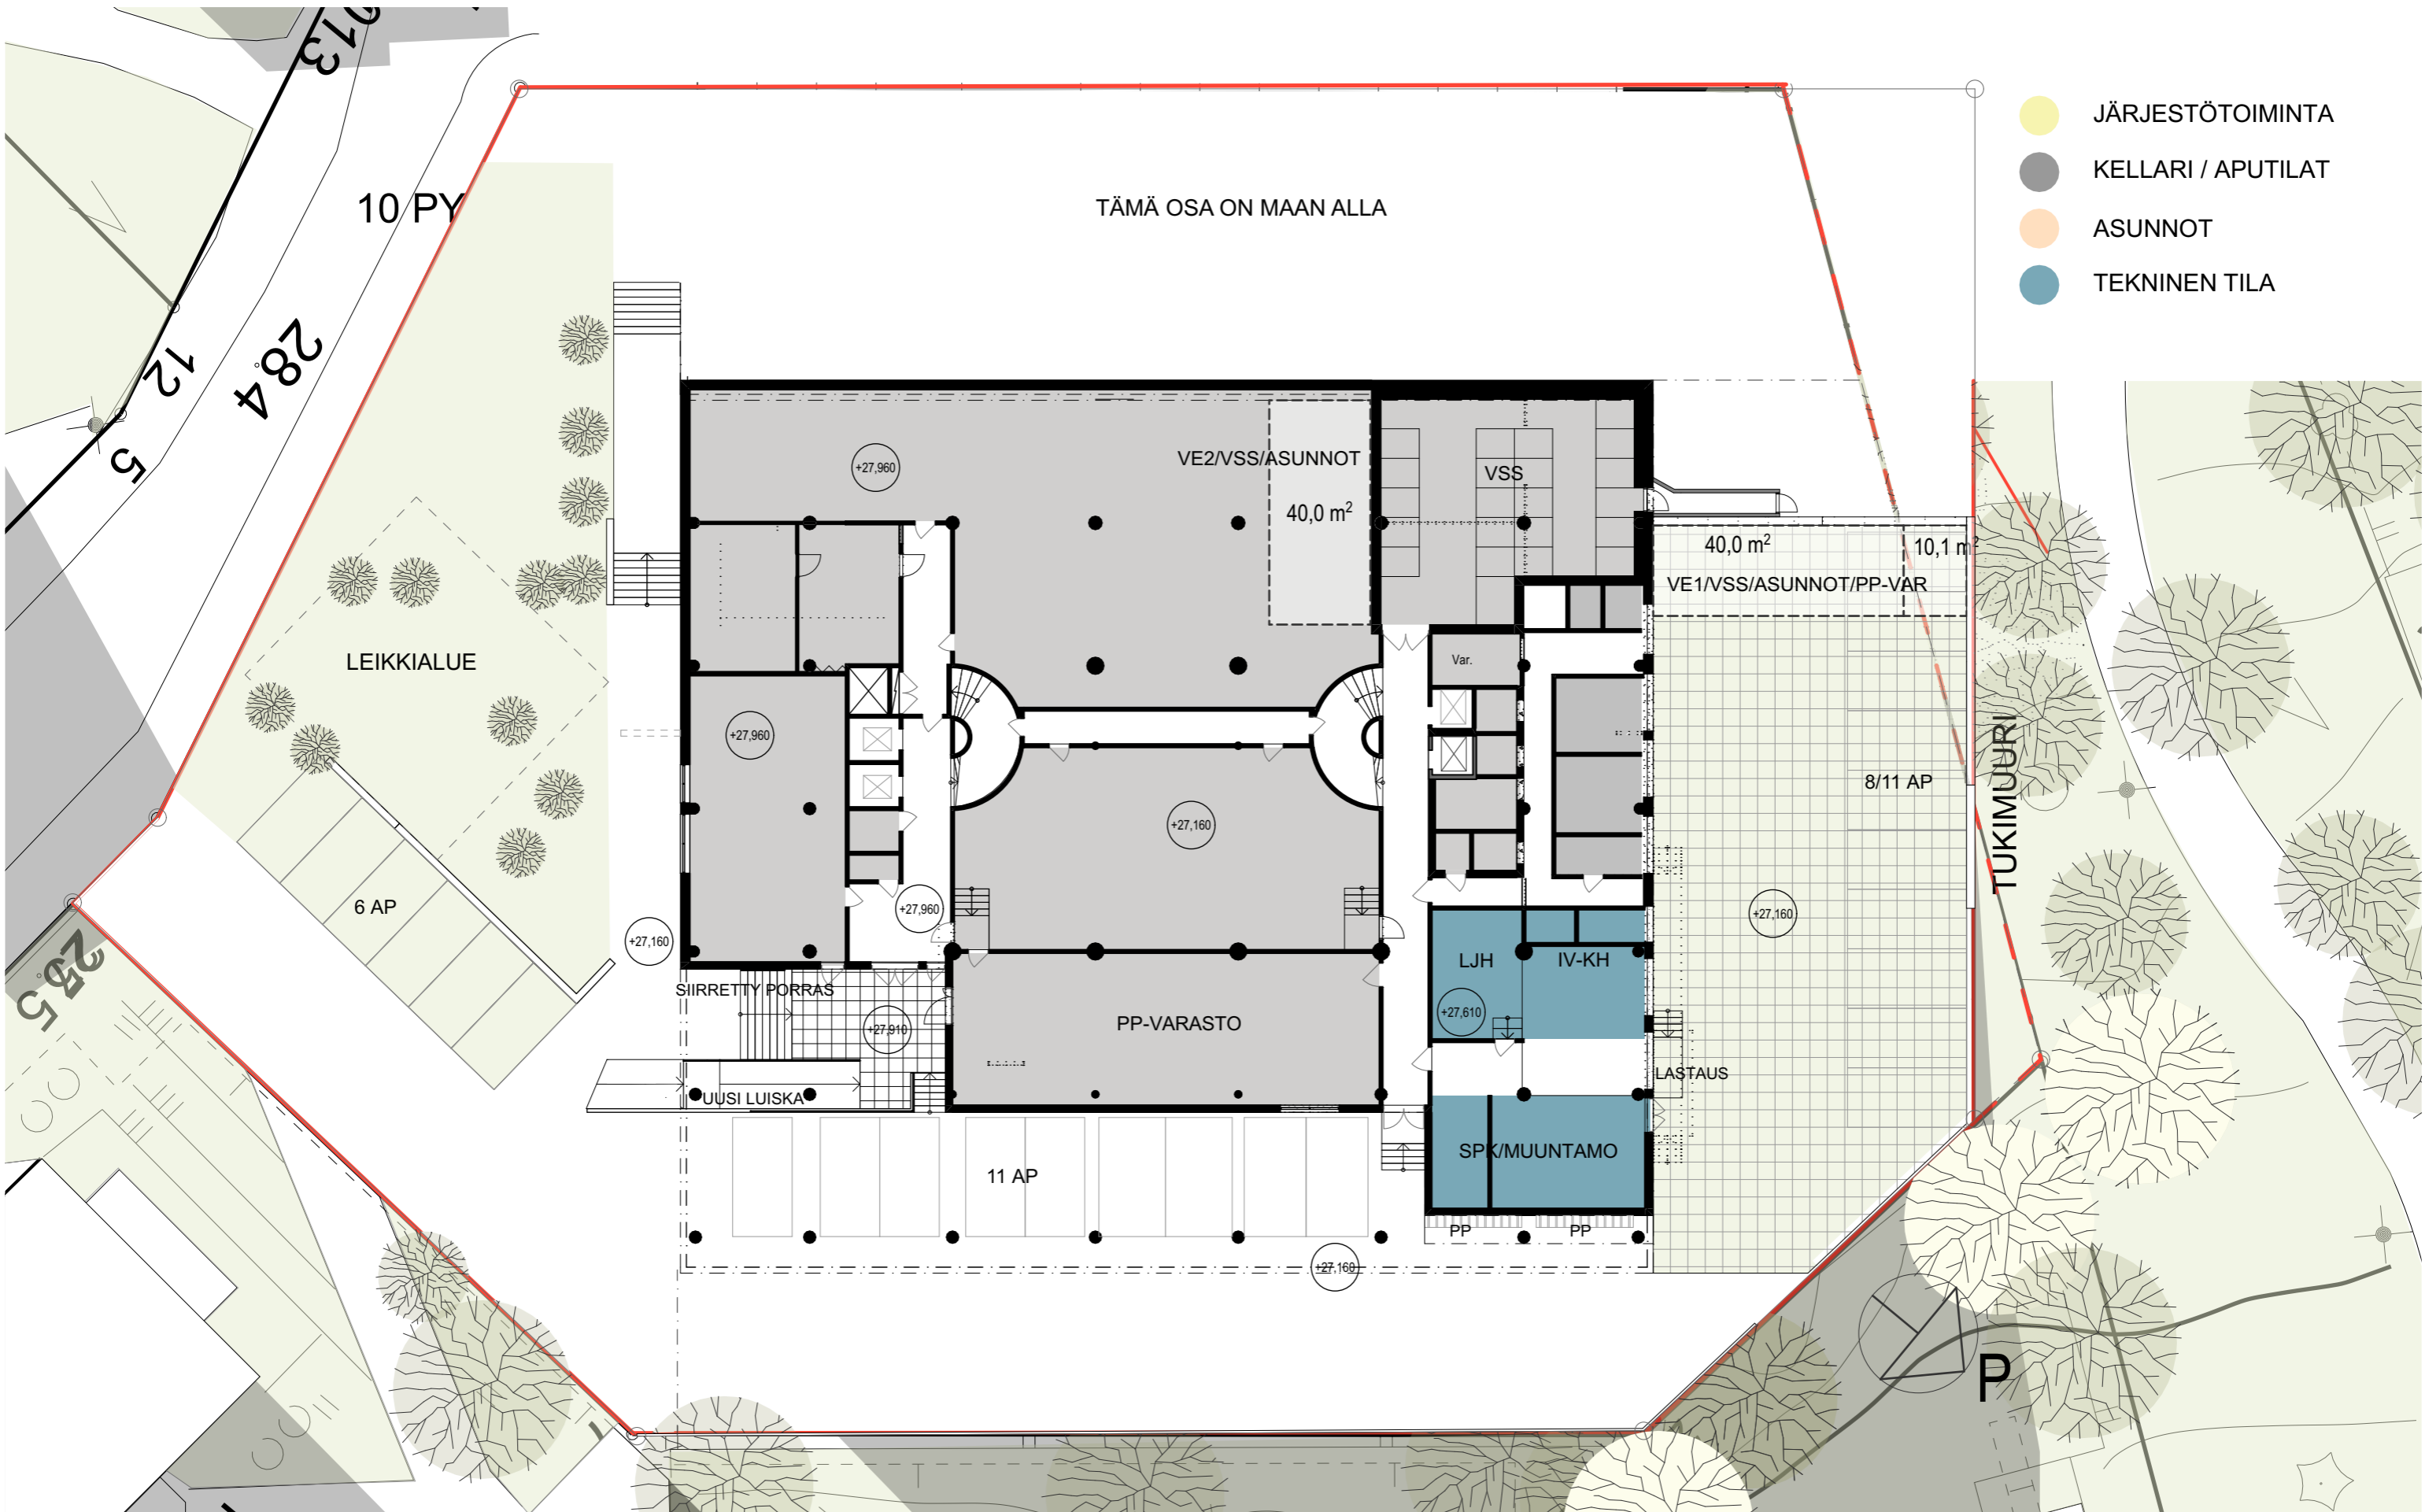 013
10 PY
TÄMÄ OSA ON MAAN ALLA
JÄRJESTÖTOIMINTA
KELLARI / APUTILAT
ASUNNOT
TEKNINEN TILA
12
284
5
+27,960
VE2/VSS/ASUNNOT
40,0 m²
VSS
40,0 m²
10,1 m²
VE1/VSS/ASUNNOT/PP-VAR
LEIKKIALUE
Var.
+27,960
+27,160
8/11 AP
TUKIMUURI
6 AP
+27,960
+27,160
+27,160
LJH
IV-KH
SIIRRETTY PORRAS
+27,910
PP-VARASTO
+27,610
UUSI LUISKA
LASTAUS
11 AP
SPK/MUUNTAMO
PP
PP
+27,160
P